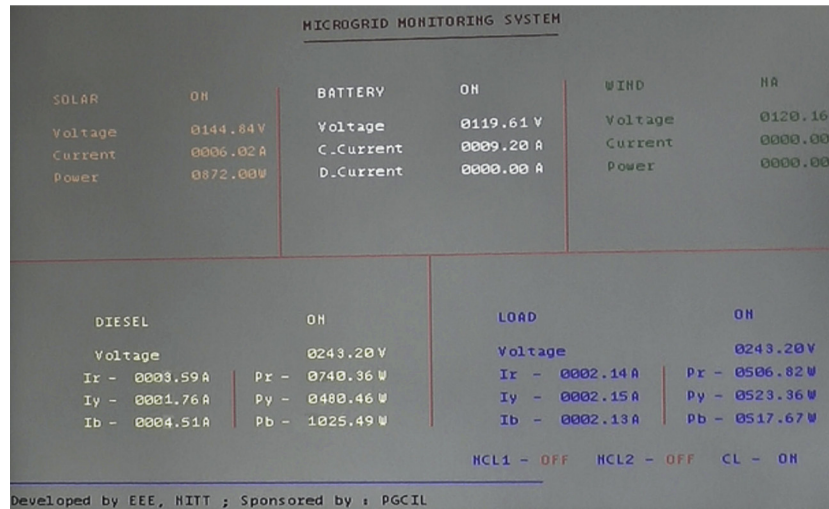 MICROGRID MONITORING SYSTEM
SOLAR ON
Voltage 0144.84V
Current 0006.02A
Power 0872.00W
BATTERY ON
Voltage 0119.61 V
C_Current 0009.20 A
D_Current 0000.00 A
WIND NA
Voltage 0120.16
Current 0000.00
Power 0000.00
DIESEL ON
Voltage 0243.20V
Ir - 0003.59A Pr - 0740.36W
Iy - 0001.76A Py - 0480.46W
Ib - 0004.51A Pb - 1025.49W
LOAD ON
Voltage 0243.20V
Ir - 0002.14A Pr - 0506.82W
Iy - 0002.15A Py - 0523.36W
Ib - 0002.13A Pb - 0517.67W
NCL1 - OFF NCL2 - OFF CL - ON
Developed by EEE, NITT ; Sponsored by : PGCIL